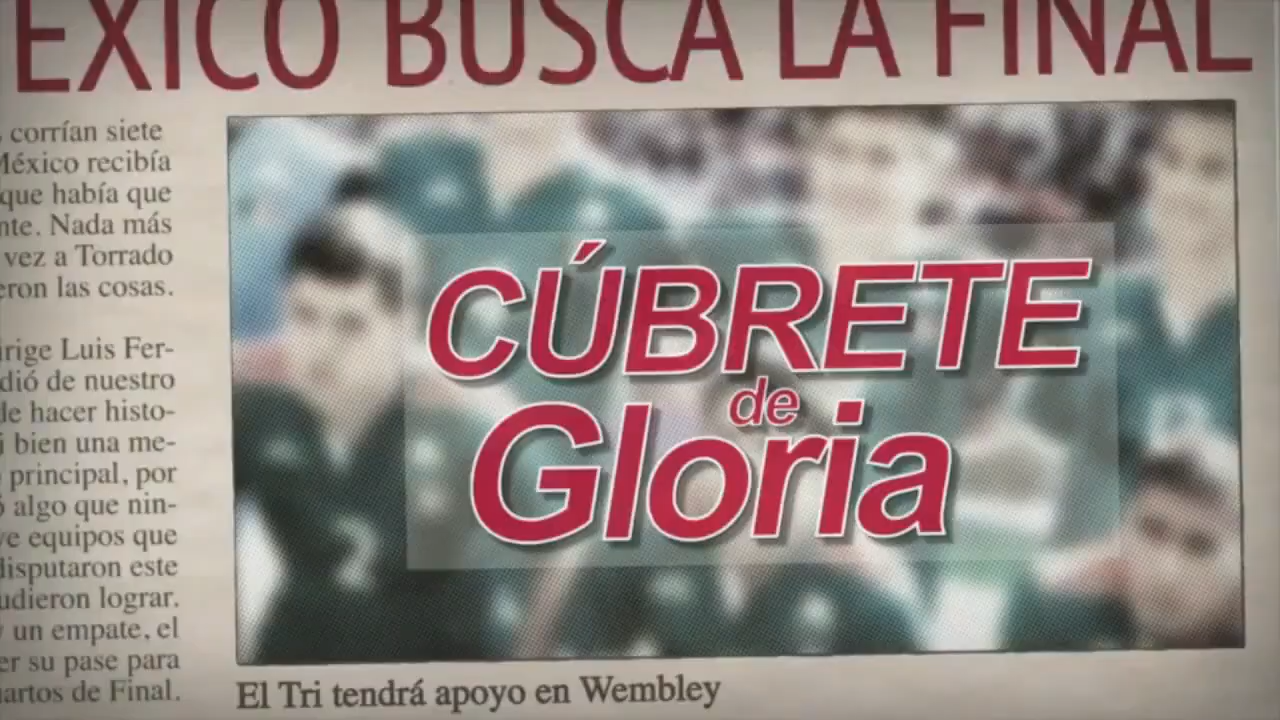 EXICO BUSCA LA FINAL
corrían siete
México recibía
que había que
nte. Nada más
vez a Torrado
eron las cosas.
irige Luis Fer-
dió de nuestro
de hacer histo-
bien una me-
principal, por
ó algo que nin-
ve equipos que
disputaron este
udieron lograr.
un empate, el
er su pase para
uartos de Final.
CÚBRETE
de
Gloria
2
El Tri tendrá apoyo en Wembley